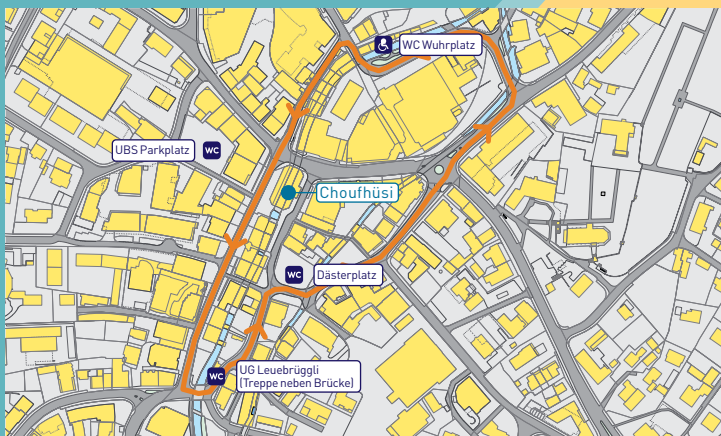 WC Wuhrplatz
UBS Parkplatz
WC
Choufhüsi
WC
Dästerplatz
WC
UG Leuebrüggli
(Treppe neben Brücke)